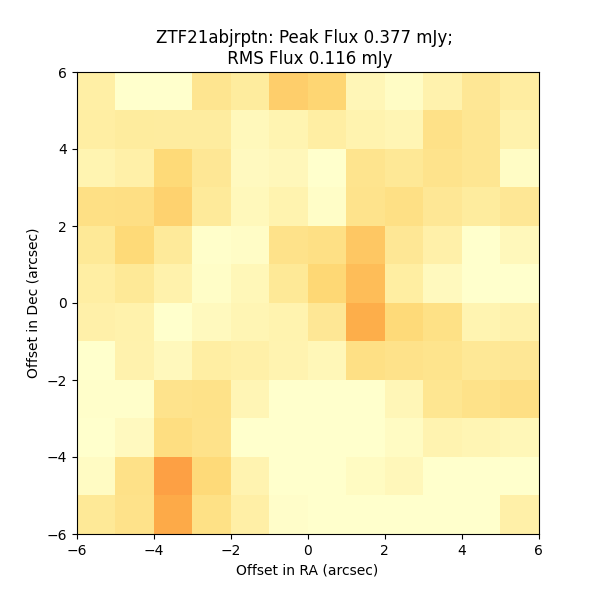 ZTF21abjrptn: Peak Flux 0.377 mJy;
RMS Flux 0.116 mJy
6
4
2
0
−2
−4
−6
Offset in Dec (arcsec)
−6 −4 −2 0 2 4 6
Offset in RA (arcsec)